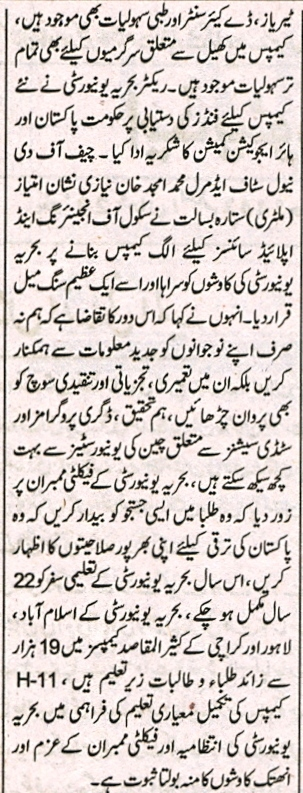 ٹیریاز، ڈے کیئر سنٹر اور طبی سہولیات بھی موجود ہیں،
کیمپس میں کھیل سے متعلق سرگرمیوں کیلئے بھی تمام
تر سہولیات موجود ہیں۔ ریکٹر بحریہ یونیورسٹی نے نئے
کیمپس کیلئے فنڈز کی دستیابی پر حکومت پاکستان اور
ہائر ایجوکیشن کمیشن کا شکریہ ادا کیا۔ چیف آف دی
نیول سٹاف ایڈمرل محمد امجد خان نیازی نشان امتیاز
(ملٹری) ستارہ بسالت نے سکول آف انجینئرنگ اینڈ
اپلائیڈ سائنسز کیلئے الگ کیمپس بنانے پر بحریہ
یونیورسٹی کی کاوشوں کو سراہا اور اسے ایک عظیم سنگ میل
قرار دیا۔ انہوں نے کہا کہ اس دور کا تقاضا ہے کہ ہم نہ
صرف اپنے نوجوانوں کو جدید معلومات سے ہمکنار
کریں بلکہ ان میں تعمیری، تجزیاتی اور تنقیدی سوچ کو
بھی پروان چڑھائیں، ہم تحقیق، ڈگری پروگرامز اور
سٹڈی سیشنز سے متعلق چین کی یونیورسٹیز سے بہت
کچھ سیکھ سکتے ہیں، بحریہ یونیورسٹی کے فیکلٹی ممبران پر
زور دیا کہ وہ طلبا میں ایسی جستجو کو بیدار کریں کہ وہ
پاکستان کی ترقی کیلئے اپنی بھرپور صلاحیتوں کا اظہار
کریں، اس سال بحریہ یونیورسٹی کے تعلیمی سفر کو 22
سال مکمل ہو چکے، بحریہ یونیورسٹی کے اسلام آباد،
لاہور اور کراچی کے کثیر المقاصد کیمپسز میں 19 ہزار
سے زائد طلباء و طالبات زیر تعلیم ہیں، H-11
کیمپس کی تکمیل معیاری تعلیم کی فراہمی میں بحریہ
یونیورسٹی کی انتظامیہ اور فیکلٹی ممبران کے عزم اور
انتھک کاوشوں کا منہ بولتا ثبوت ہے۔